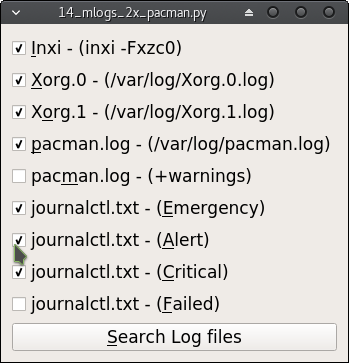 14_mlogs_2x_pacman.py
Inxi - (inxi -Fxzc0)
Xorg.0 - (/var/log/Xorg.0.log)
Xorg.1 - (/var/log/Xorg.1.log)
pacman.log - (/var/log/pacman.log)
pacman.log - (+warnings)
journalctl.txt - (Emergency)
journalctl.txt - (Alert)
journalctl.txt - (Critical)
journalctl.txt - (Failed)
Search Log files